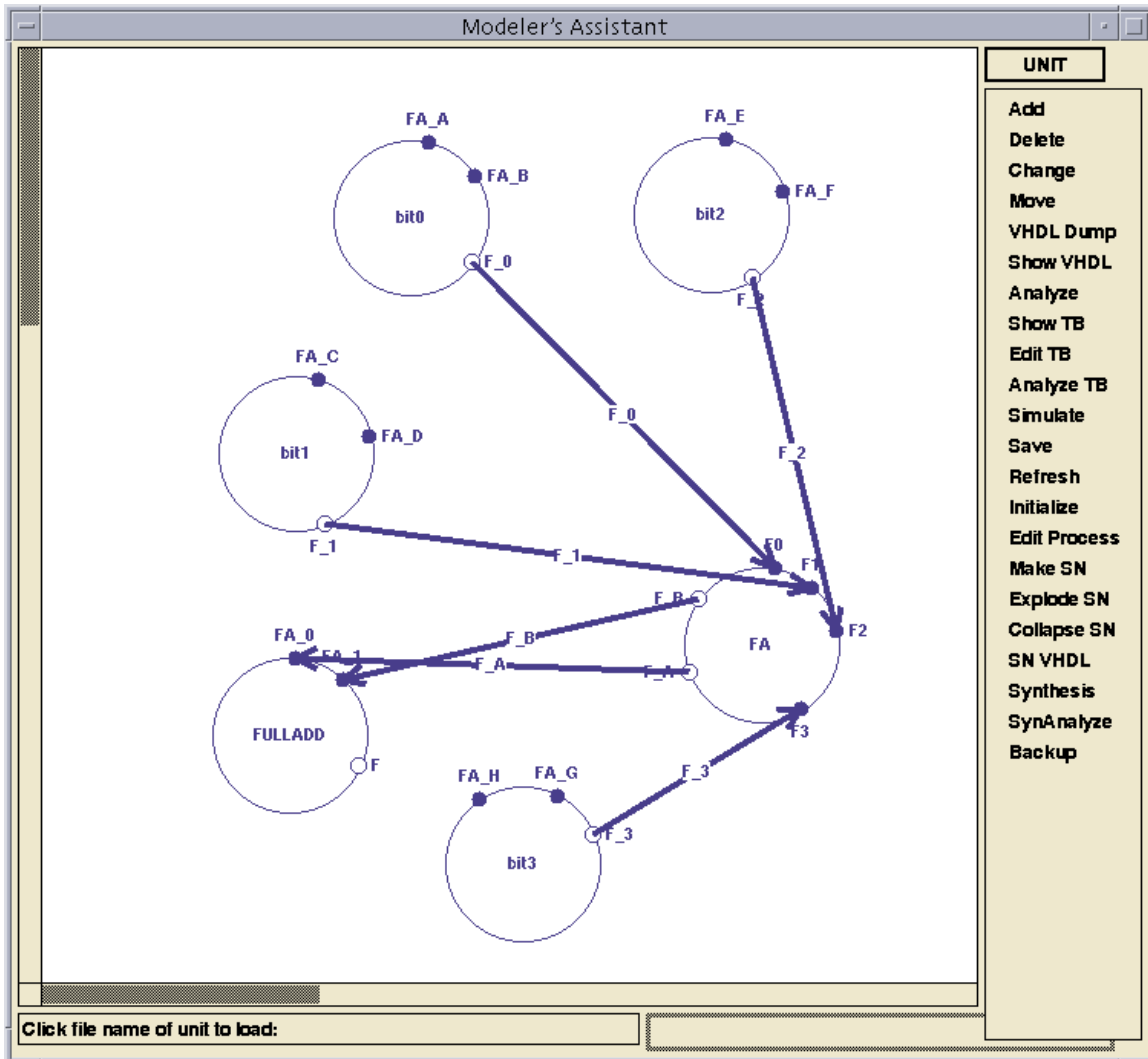 Modeler's Assistant
UNIT
Add
Delete
Change
Move
VHDL Dump
Show VHDL
Analyze
Show TB
Edit TB
Analyze TB
Simulate
Save
Refresh
Initialize
Edit Process
Make SN
Explode SN
Collapse SN
SN VHDL
Synthesis
SynAnalyze
Backup
FA_A
FA_B
bit0
F_0
FA_E
FA_F
bit2
F_2
F_0
F_2
FA_C
FA_D
bit1
F_1
F_1
F0
F1
F2
FA
F_B
F_A
F3
F_B
F_A
FA_0
FA_1
FULLADD
F
F_3
FA_H
FA_G
F_3
bit3
Click file name of unit to load: